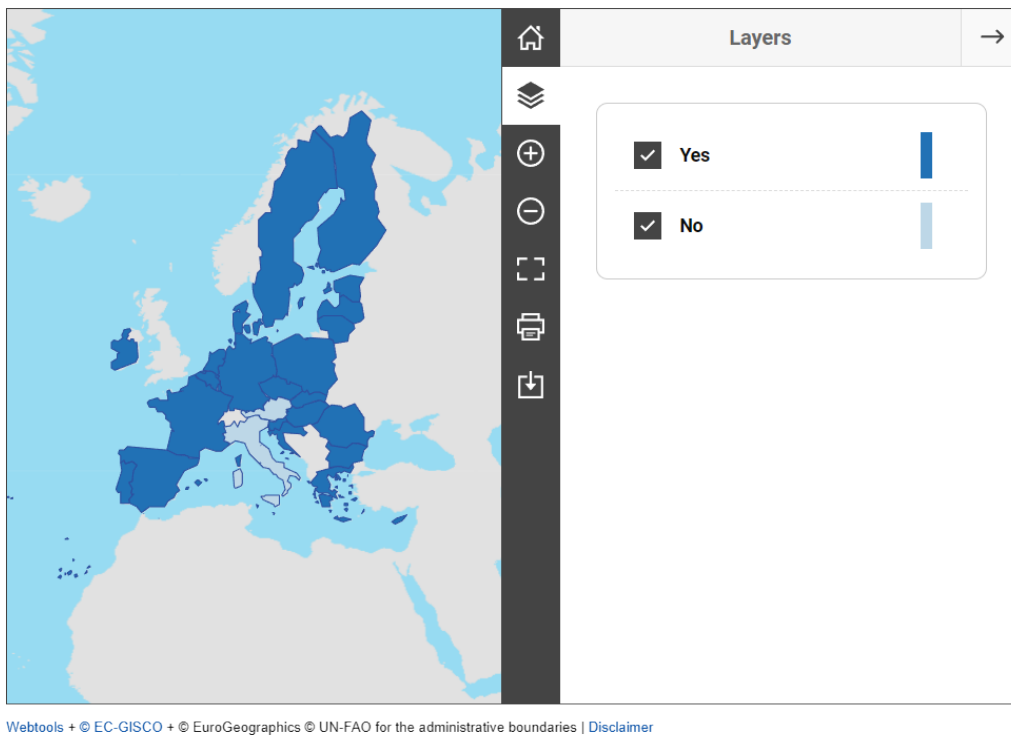 Layers
Yes
No
Webtools + © EC-GISCO + © EuroGeographics © UN-FAO for the administrative boundaries | Disclaimer